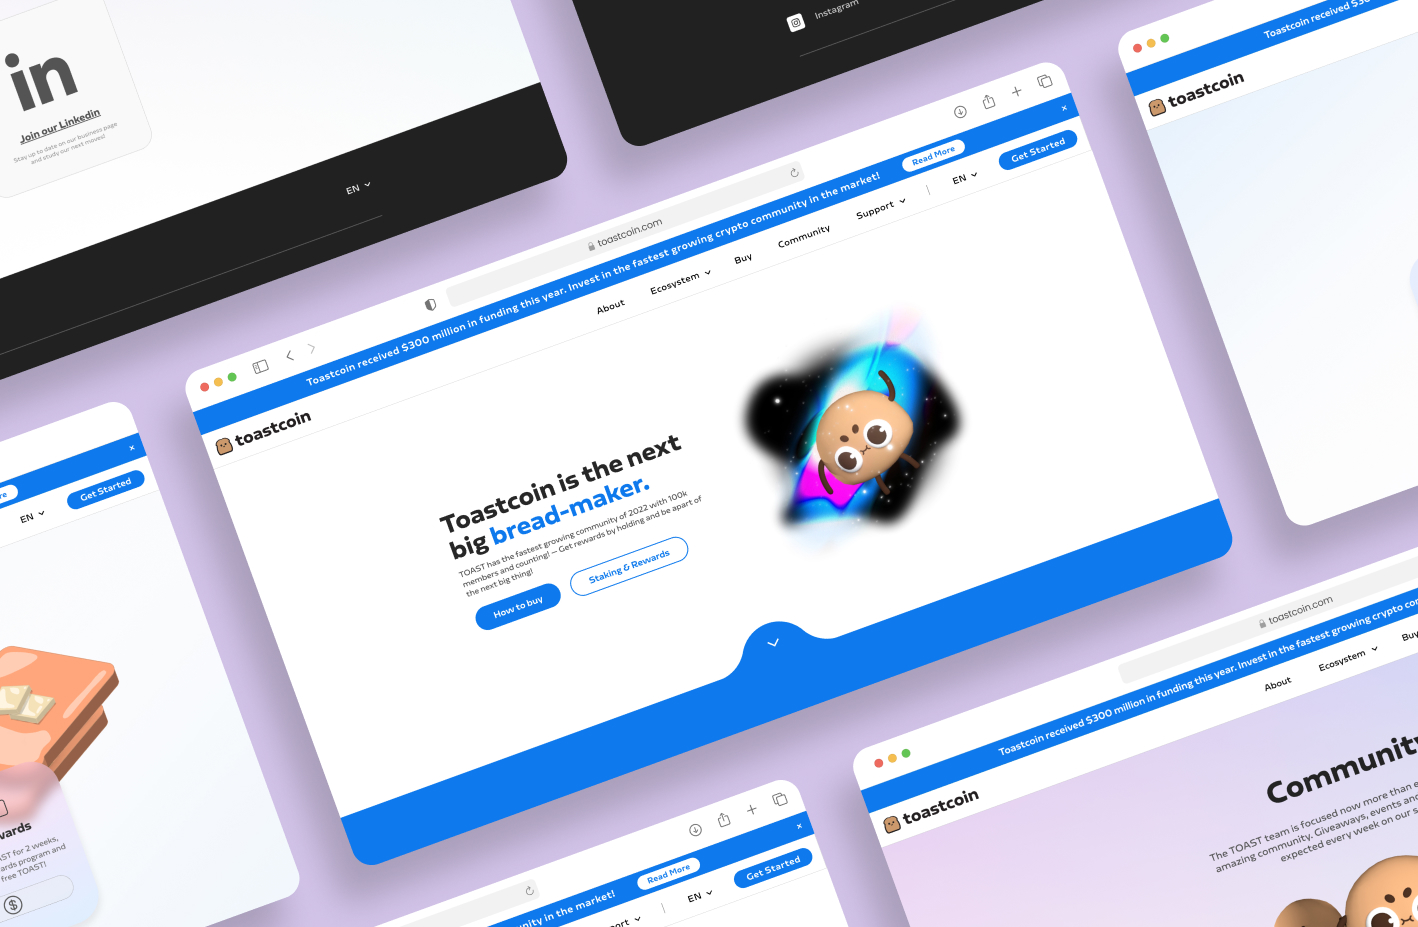 in
Join our Linkedin
Stay up to date on our business page
and study our next moves!
EN
Instagram
toastcoin.com
Toastcoin received $300 million in funding this year. Invest in the fastest growing crypto community in the market!
Read More
×
toastcoin
About
Ecosystem
Buy
Community
Support
EN
Get Started
Toastcoin is the next
big bread-maker.
TOAST has the fastest growing community of 2022 with 100k
members and counting! — Get rewards by holding and be apart of
the next big thing!
How to buy
Staking & Rewards
Toastcoin received $30
toastcoin
re
×
EN
Get Started
wards
AST for 2 weeks,
ards program and
free TOAST!
unity in the market!
Read More
×
port
EN
Get Started
toastcoin.com
Toastcoin received $300 million in funding this year. Invest in the fastest growing crypto co
toastcoin
About
Ecosystem
Buy
Community
The TOAST team is focused now more than e
amazing community. Giveaways, events and
expected every week on our s